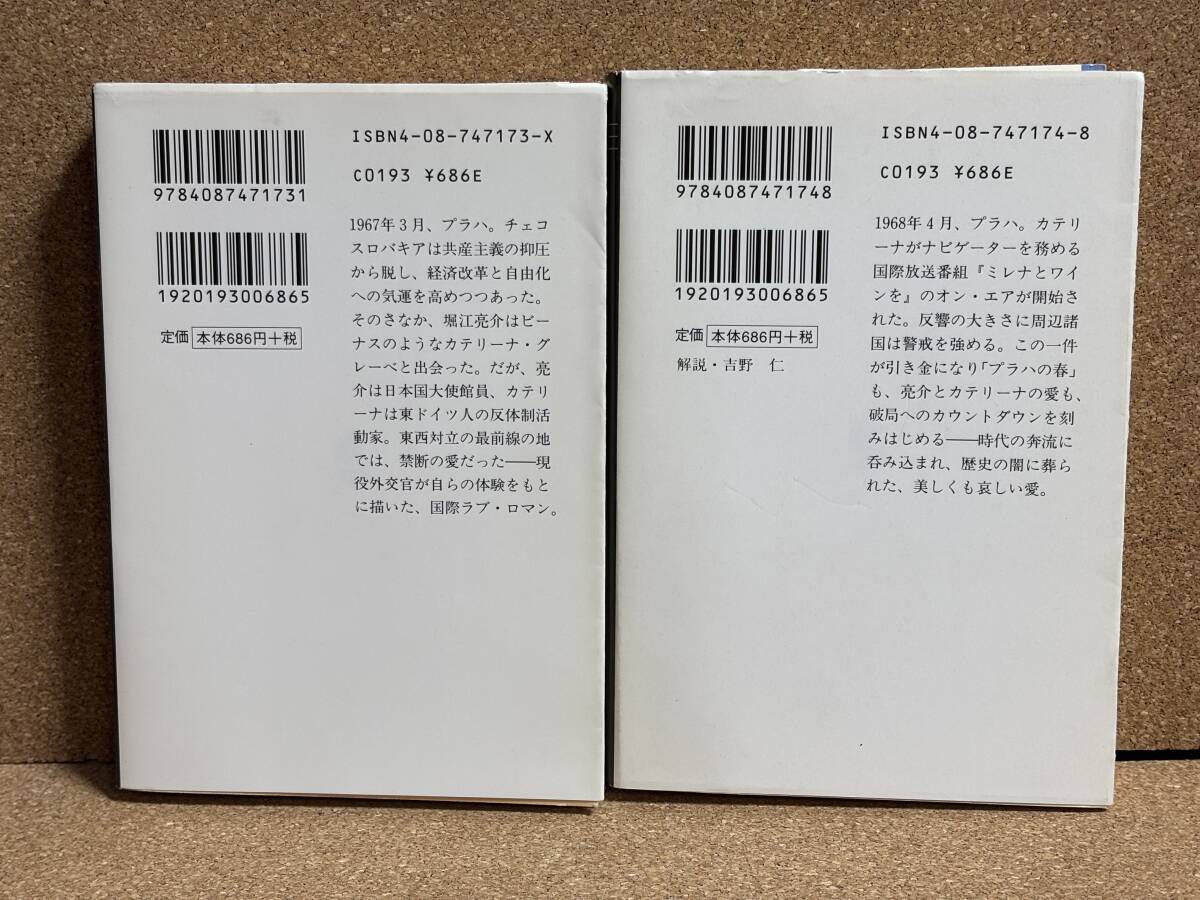 ISBN4-08-747173-X
C0193 ¥686E
9784087471731
1920193006865
定価 本体686円+税
1967年3月、プラハ。チェコ
スロバキアは共産主義の抑圧
から脱し、経済改革と自由化
への気運を高めつつあった。
そのさなか、堀江亮介はビー
ナスのようなカテリーナ・グ
レーベと出会った。だが、亮
介は日本国大使館員、カテリ
ーナは東ドイツ人の反体制活
動家。東西対立の最前線の地
では、禁断の愛だった——現
役外交官が自らの体験をもと
に描いた、国際ラブ・ロマン。
ISBN4-08-747174-8
C0193 ¥686E
9784087471748
1920193006865
定価 本体686円+税
解説・吉野 仁
1968年4月、プラハ。カテリ
ーナがナビゲーターを務める
国際放送番組『ミレナとワイ
ンを』のオン・エアが開始さ
れた。反響の大きさに周辺諸
国は警戒を強める。この一件
が引き金になり「プラハの春」
も、亮介とカテリーナの愛も、
破局へのカウントダウンを刻
みはじめる——時代の奔流に
呑み込まれ、歴史の闇に葬ら
れた、美しくも哀しい愛。